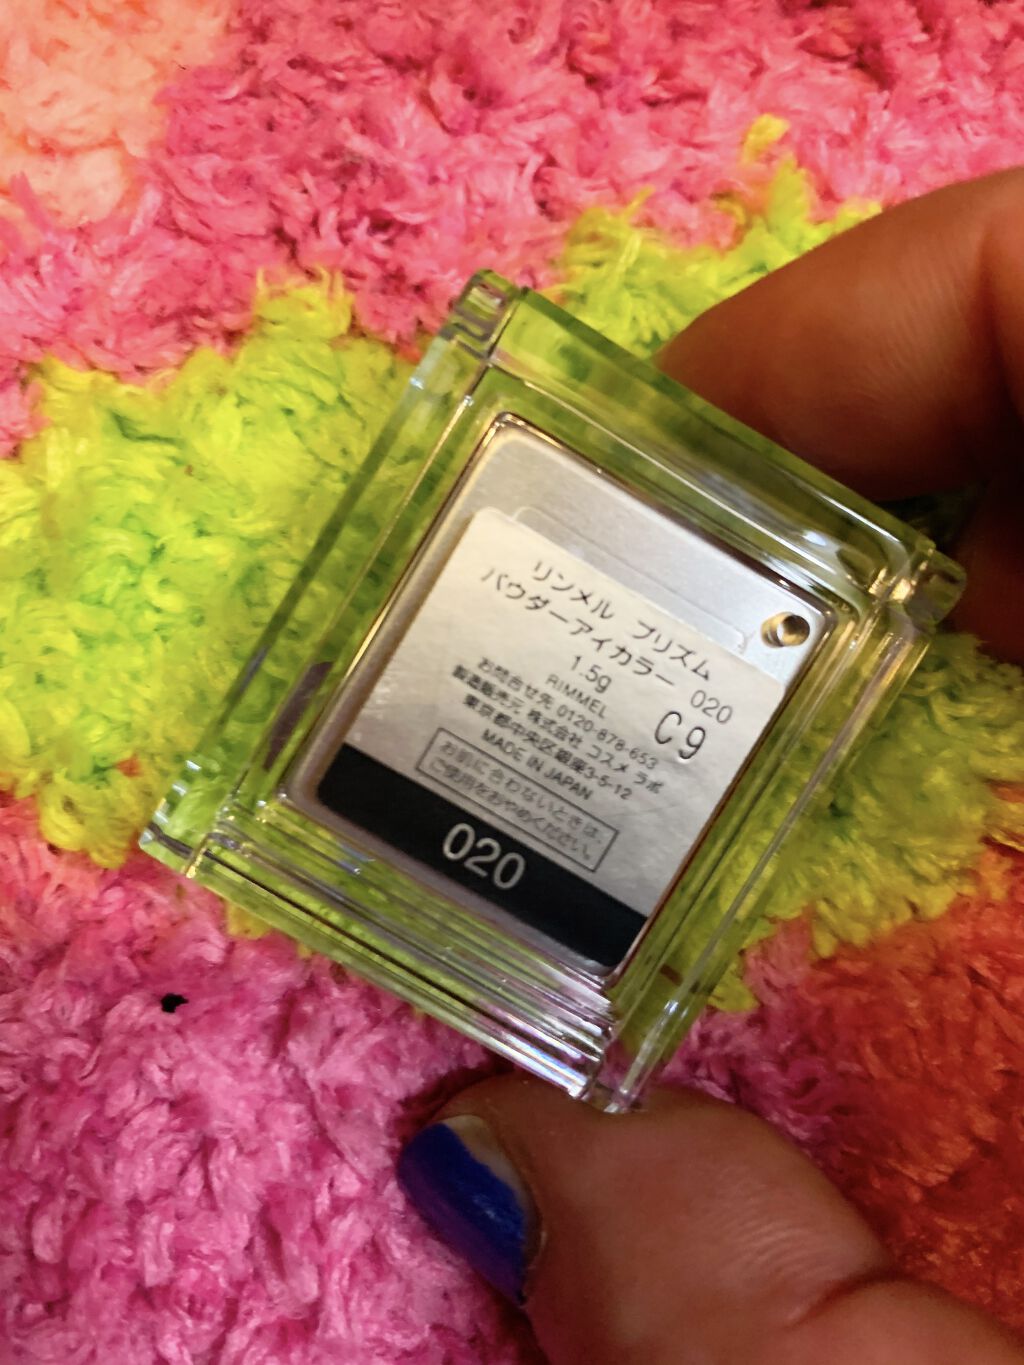 リンメル プリズム
パウダーアイカラー 020
1.5g
C9
RIMMEL
お問合せ先 0120-878-653
製造販売元 株式会社 コスメ ラボ
東京都中央区銀座3-5-12
MADE IN JAPAN
お肌に合わないときは、
ご使用をおやめください。
020